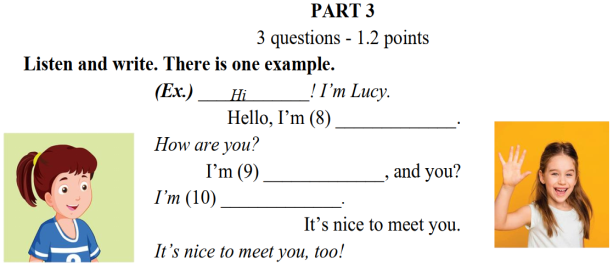 PART 3
3 questions - 1.2 points
Listen and write. There is one example.
(Ex.) ___Hi______! I'm Lucy.
Hello, I'm (8) _____________.
How are you?
I'm (9) _____________, and you?
I'm (10) _____________.
It's nice to meet you.
It's nice to meet you, too!